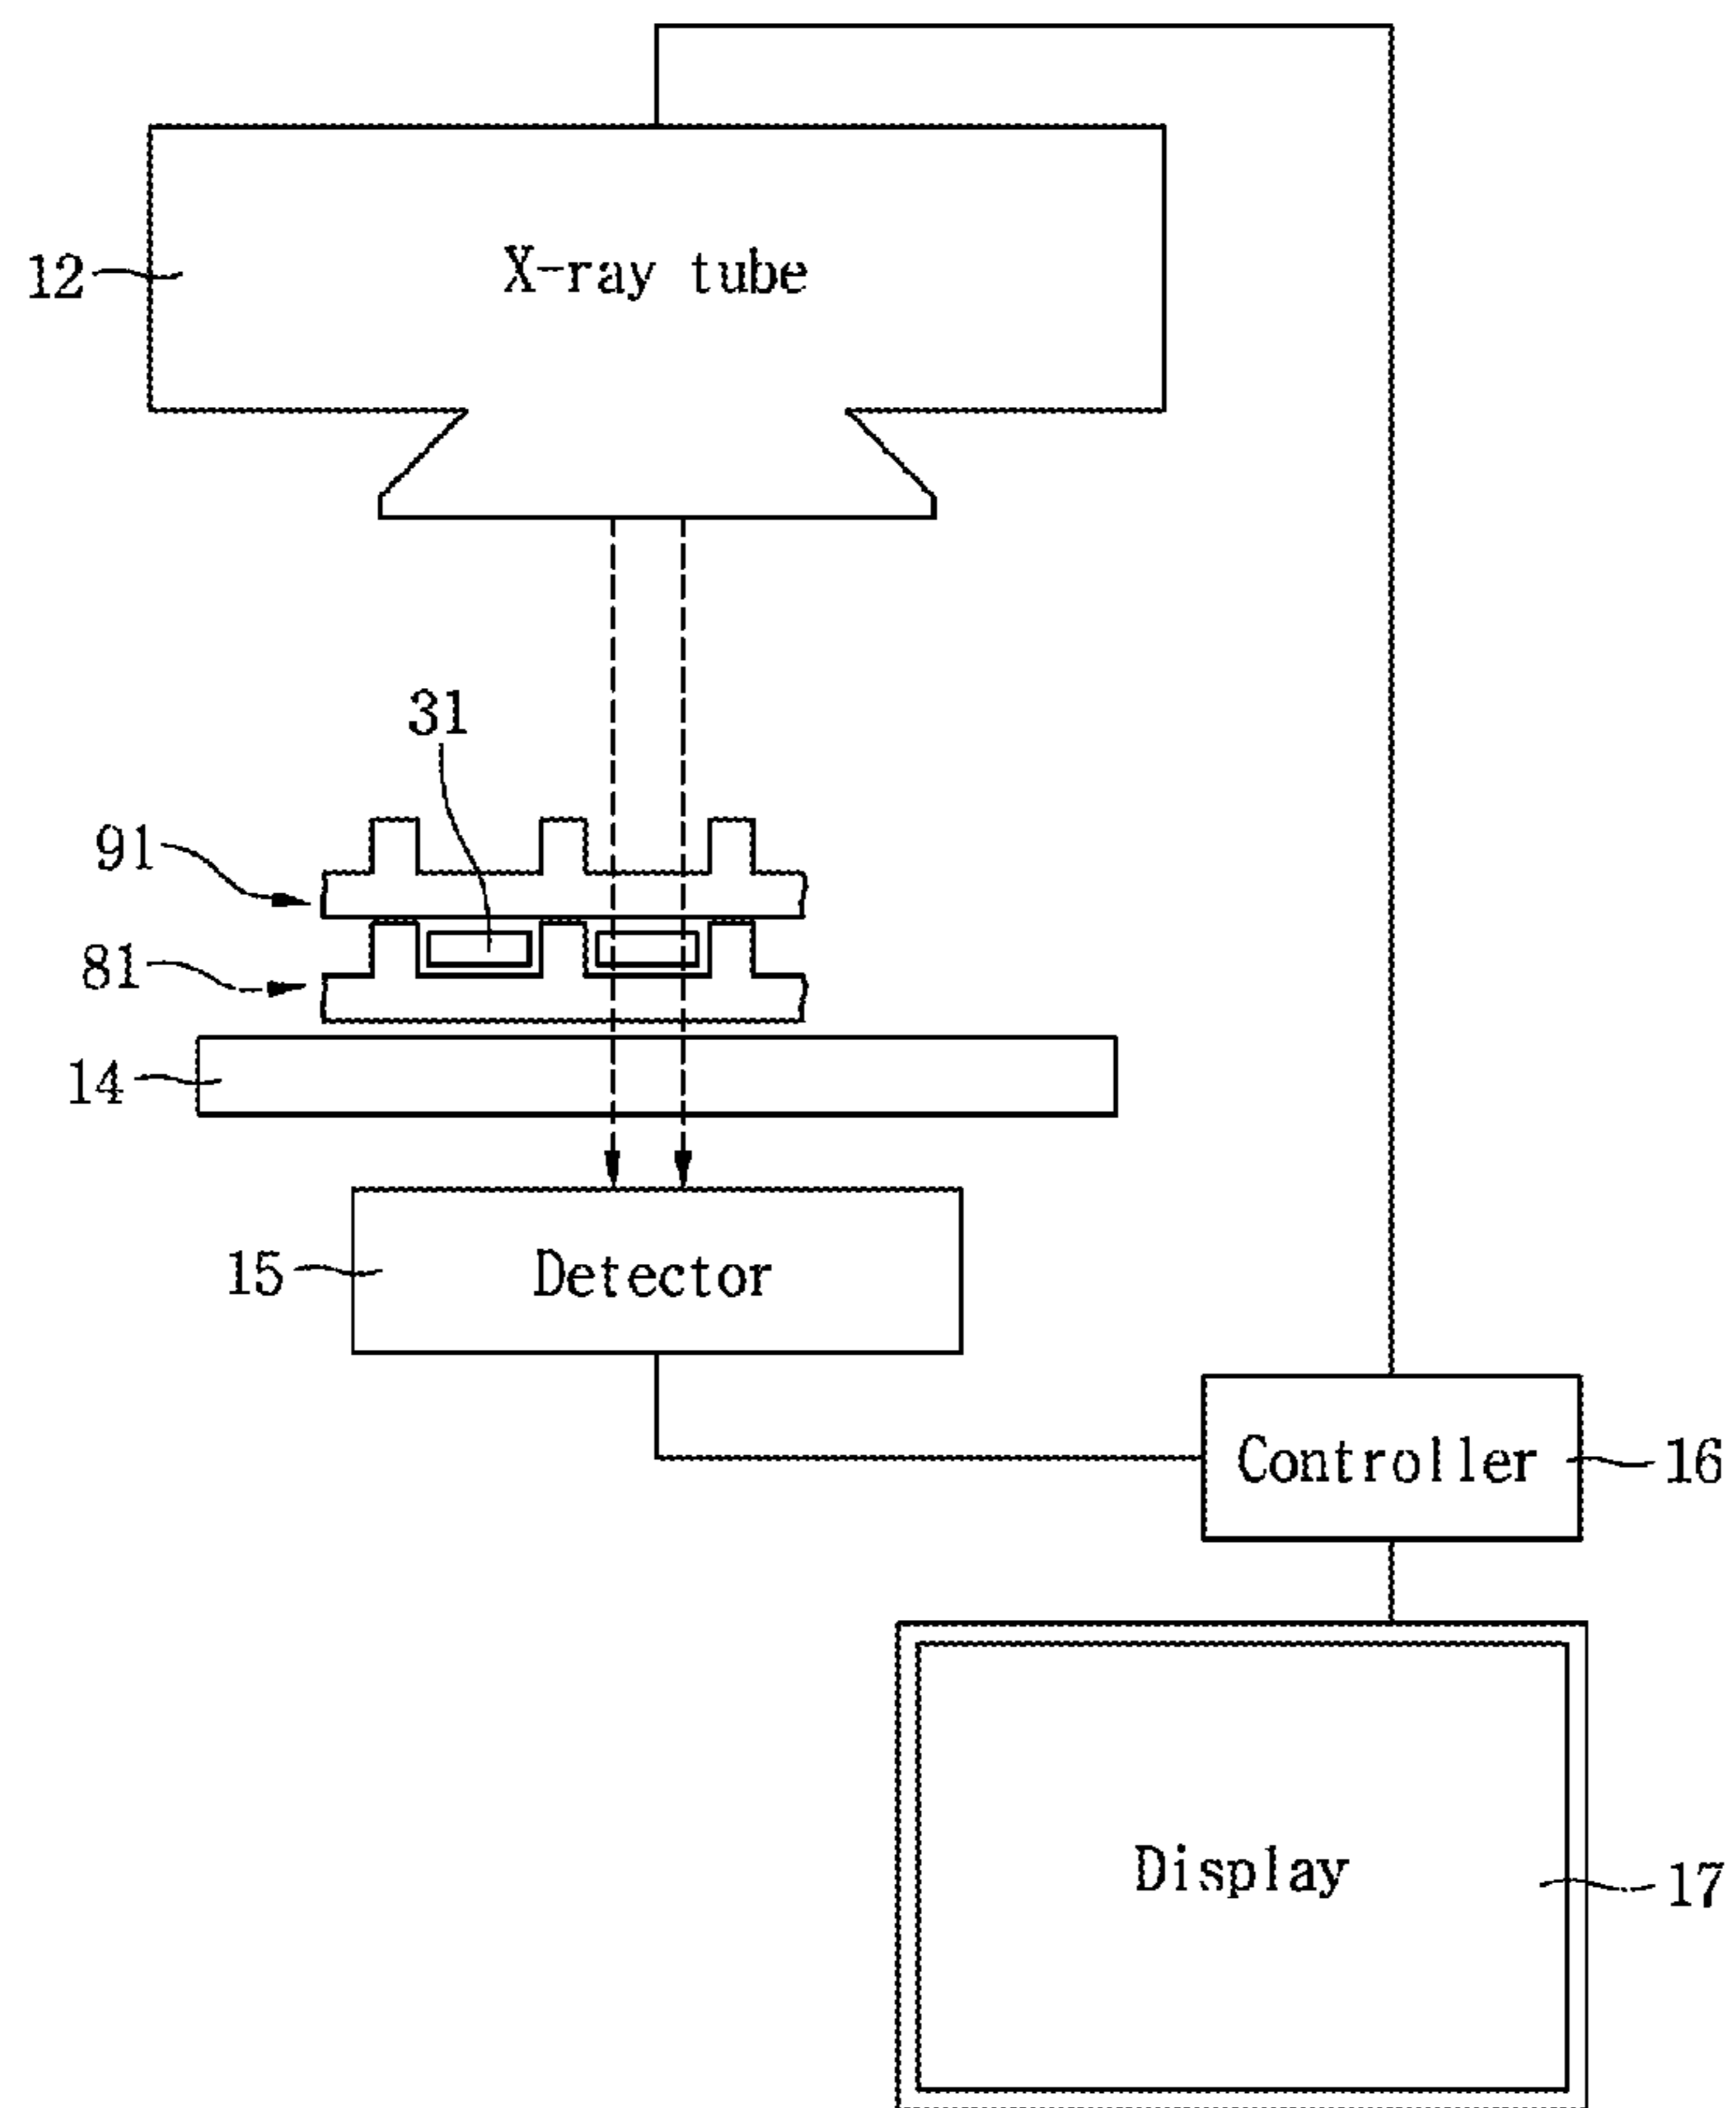 12
X-ray tube
31
91
81
14
15
Detector
Controller
16
Display
17